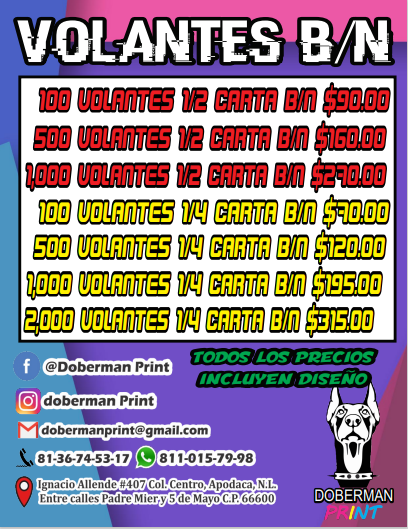 VOLANTES B/N
100 VOLANTES 1/2 CARTA B/N $90.00
500 VOLANTES 1/2 CARTA B/N $160.00
1,000 VOLANTES 1/2 CARTA B/N $270.00
100 VOLANTES 1/4 CARTA B/N $70.00
500 VOLANTES 1/4 CARTA B/N $120.00
1,000 VOLANTES 1/4 CARTA B/N $195.00
2,000 VOLANTES 1/4 CARTA B/N $315.00
TODOS LOS PRECIOS
INCLUYEN DISEÑO
@Doberman Print
doberman Print
dobermanprint@gmail.com
81-36-74-53-17 811-015-79-98
Ignacio Allende #407 Col. Centro, Apodaca, N.L.
Entre calles Padre Mier y 5 de Mayo C.P. 66600
DOBERMAN
PRINT